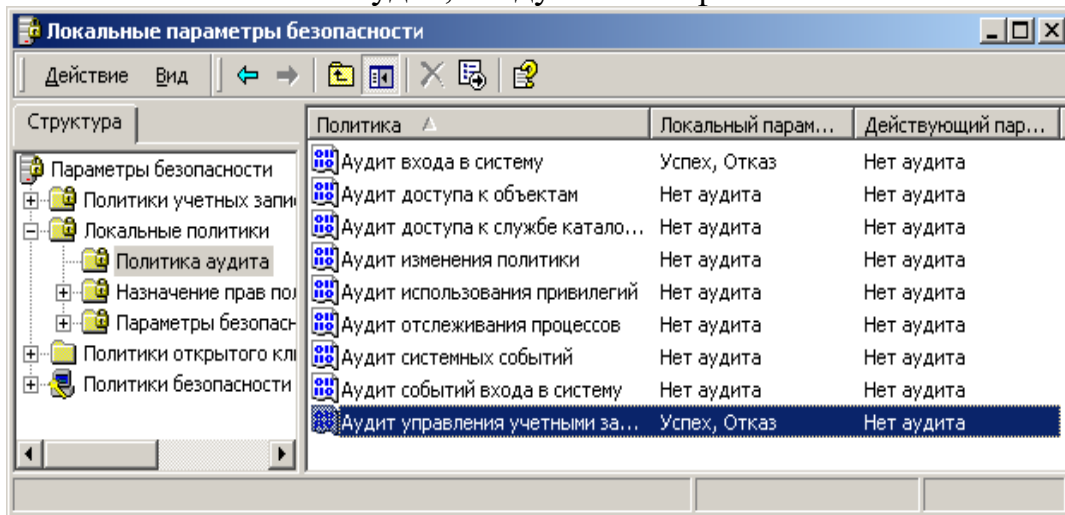 Локальные параметры безопасности
Действие Вид
Структура
Параметры безопасности
Политики учетных запи
Локальные политики
Политика аудита
Назначение прав пол
Параметры безопасн
Политики открытого клю
Политики безопасности
Политика Локальный парам... Действующий пар...
Аудит входа в систему Успех, Отказ Нет аудита
Аудит доступа к объектам Нет аудита Нет аудита
Аудит доступа к службе катало... Нет аудита Нет аудита
Аудит изменения политики Нет аудита Нет аудита
Аудит использования привилегий Нет аудита Нет аудита
Аудит отслеживания процессов Нет аудита Нет аудита
Аудит системных событий Нет аудита Нет аудита
Аудит событий входа в систему Нет аудита Нет аудита
Аудит управления учетными за... Успех, Отказ Нет аудита